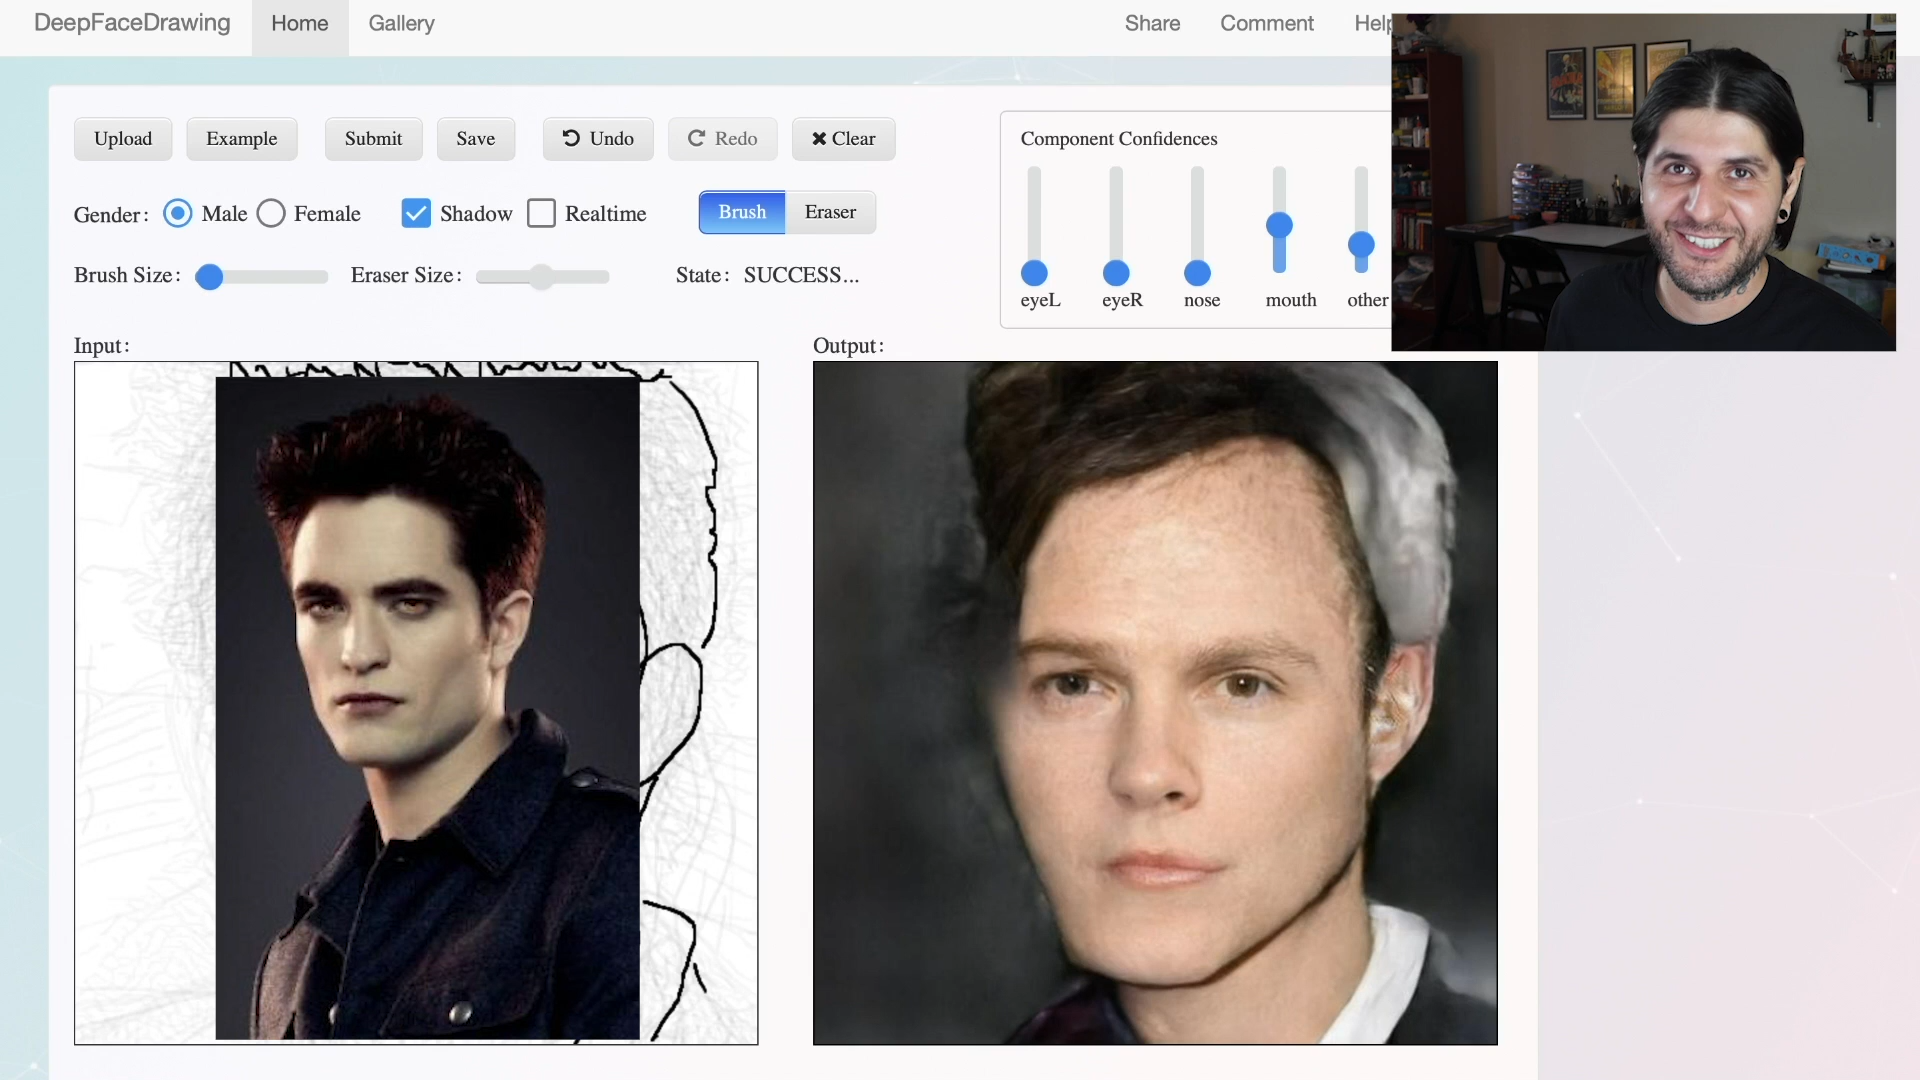 DeepFaceDrawing Home Gallery Share Comment Help
Upload Example Submit Save Undo Redo Clear
Gender: Male Female Shadow Realtime Brush Eraser
Brush Size: Eraser Size: State: SUCCESS...
Component Confidences
eyeL eyeR nose mouth other
Input:
Output: